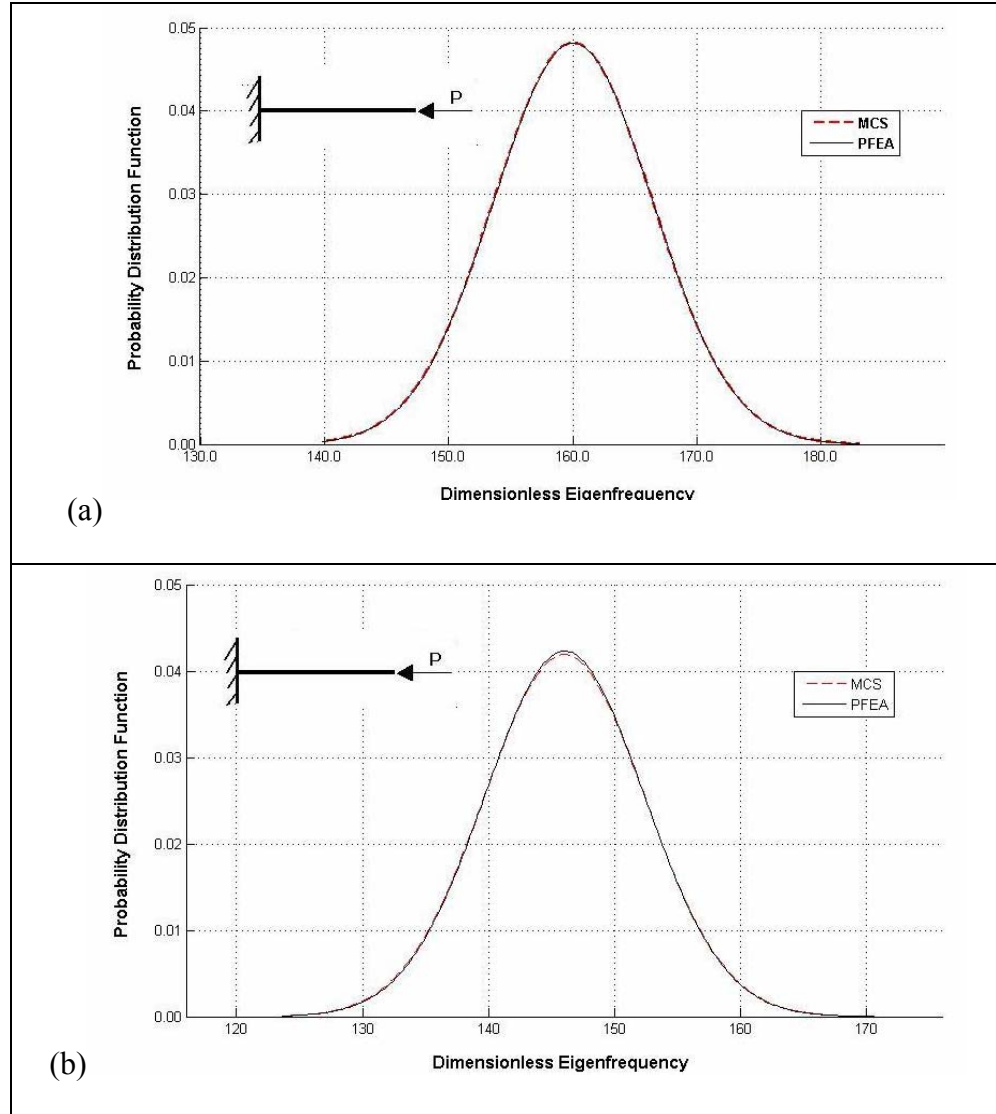 0.05
0.04
0.03
0.02
0.01
0.00
Probability Distribution Function
P
MCS
PFEA
130.0 140.0 150.0 160.0 170.0 180.0
Dimensionless Eigenfrequency
(a)
0.05
0.04
0.03
0.02
0.01
0.00
Probability Distribution Function
P
MCS
PFEA
120 130 140 150 160 170
Dimensionless Eigenfrequency
(b)